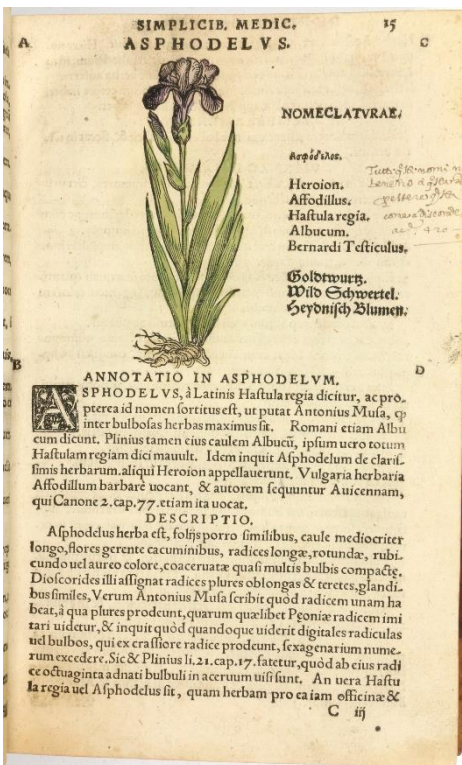 SIMPLICIB. MEDIC. 15
A ASPHODELVS. C
NOMECLATVRAE.
Ασφόδελος.
Heroion.
Affodillus.
Hastula regia.
Albucum.
Bernardi Testiculus.
Goldtwurtz.
Wild Schwertel.
Heydnisch Blumen.
B D
ANNOTATIO IN ASPHODELVM.
ASPHODELVS, à Latinis Hastula regia dicitur, ac pro-
pterea id nomen sortitus est, ut putat Antonius Musa, ꝙ
inter bulbosas herbas maximus sit. Romani etiam Albu
cum dicunt. Plinius tamen eius caulem Albucũ, ipsum uero totum
Hastulam regiam dici mauult. Idem inquit Asphodelum de claris-
simis herbarum. aliqui Heroion appellauerunt. Vulgaria herbaria
Affodillum barbarè uocant, & autorem sequuntur Auicennam,
qui Canone 2. cap. 77. etiam ita uocat.
DESCRIPTIO.
Asphodelus herba est, folijs porro similibus, caule mediocriter
longo, flores gerente cacuminibus, radices longæ, rotundæ, rubi-
cundo uel aureo colore, coaceruatæ quasi multis bulbis compactę.
Dioscorides illi assignat radices plures oblongas & teretes, glandi-
bus similes, Verum Antonius Musa scribit quòd radicem unam ha
beat, à qua plures prodeunt, quarum quælibet Pęoniæ radicem imi
tari uidetur, & inquit quòd quandoque uiderit digitales radiculas
uel bulbos, qui ex crassiore radice prodeunt, sexagenarium nume-
rum excedere. Sic & Plinius li. 21. cap. 17. fatetur, quòd ab eius radi
ce octuaginta adnati bulbuli in aceruum uisi sunt. An uera Hastu
la regia uel Asphodelus sit, quam herbam pro ea iam officinæ &
C iij